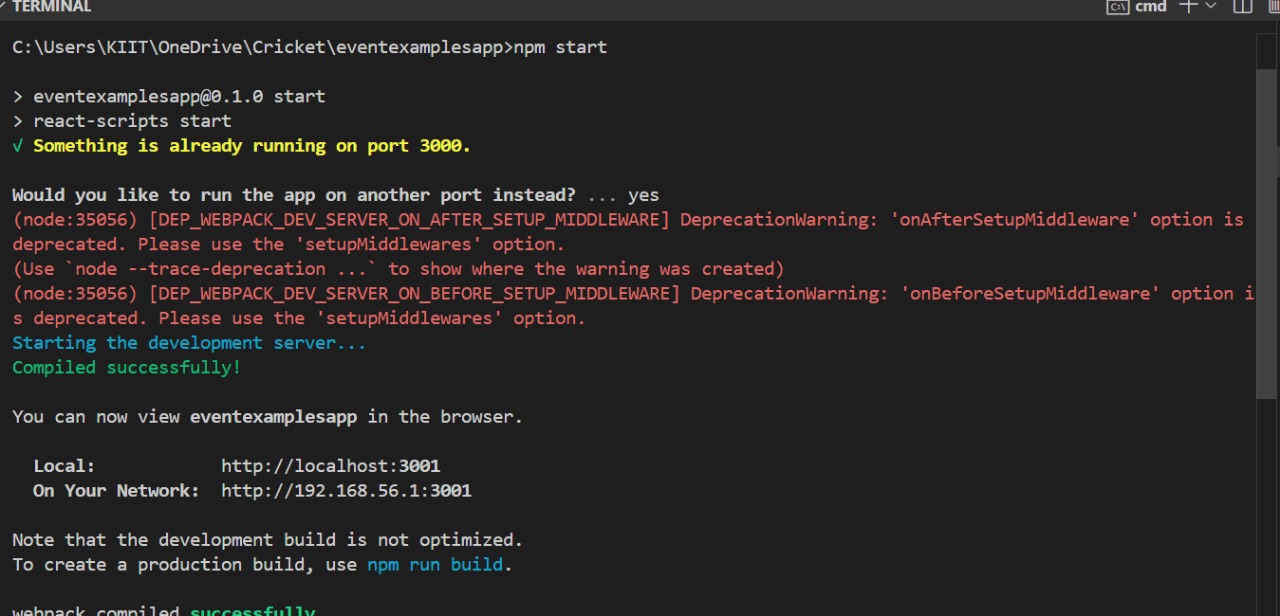 TERMINAL
cmd
C:\Users\KIIT\OneDrive\Cricket\eventexamplesapp>npm start
> eventexamplesapp@0.1.0 start
> react-scripts start
√ Something is already running on port 3000.
Would you like to run the app on another port instead? ... yes
(node:35056) [DEP_WEBPACK_DEV_SERVER_ON_AFTER_SETUP_MIDDLEWARE] DeprecationWarning: 'onAfterSetupMiddleware' option is
deprecated. Please use the 'setupMiddlewares' option.
(Use `node --trace-deprecation ...` to show where the warning was created)
(node:35056) [DEP_WEBPACK_DEV_SERVER_ON_BEFORE_SETUP_MIDDLEWARE] DeprecationWarning: 'onBeforeSetupMiddleware' option i
s deprecated. Please use the 'setupMiddlewares' option.
Starting the development server...
Compiled successfully!
You can now view eventexamplesapp in the browser.
Local: http://localhost:3001
On Your Network: http://192.168.56.1:3001
Note that the development build is not optimized.
To create a production build, use npm run build.
webpack compiled successfully